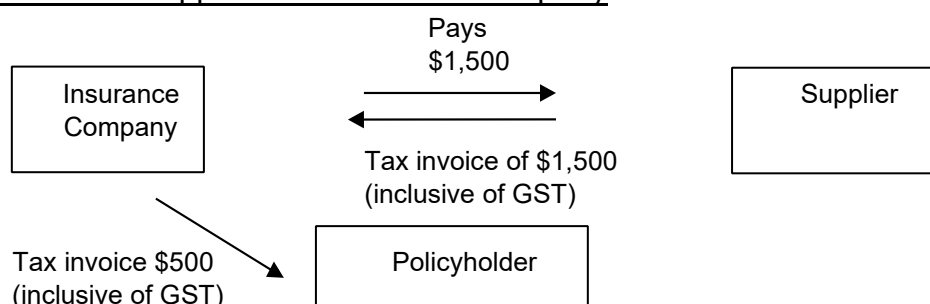 Pays
$1,500
Insurance
Company
Supplier
Tax invoice of $1,500
(inclusive of GST)
Tax invoice $500
(inclusive of GST)
Policyholder